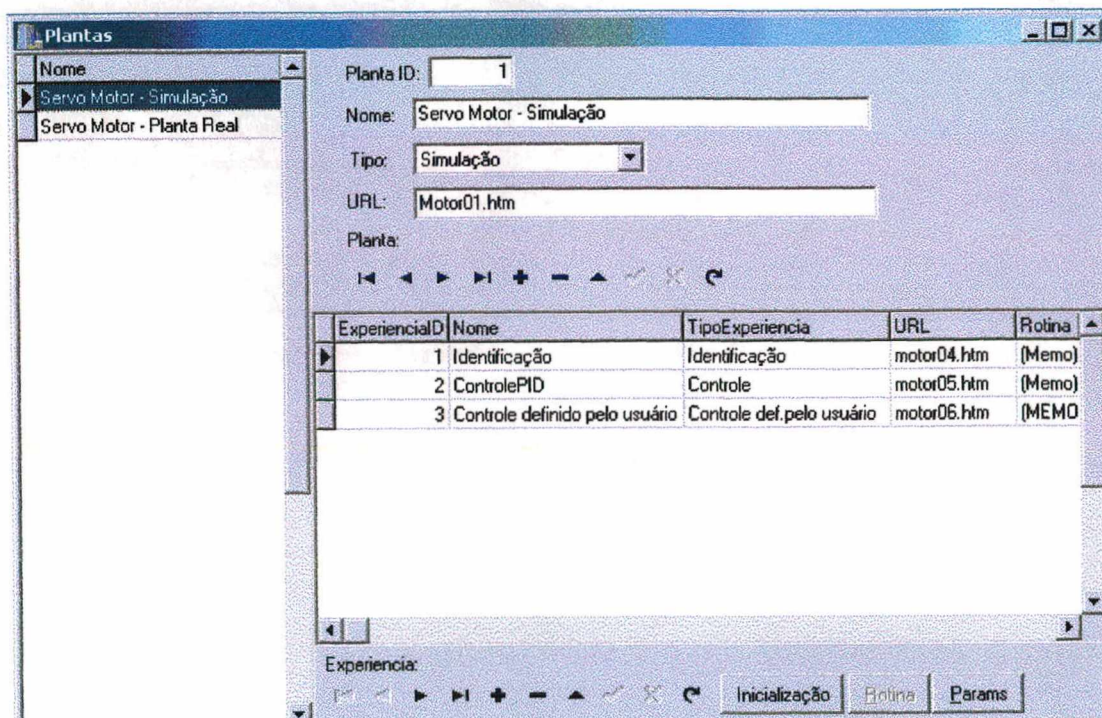 Plantas
Nome
Servo Motor - Simulação
Servo Motor - Planta Real
Planta ID: 1
Nome: Servo Motor - Simulação
Tipo: Simulação
URL: Motor01.htm
Planta:
ExperienciaID Nome TipoExperiencia URL Rotina
1 Identificação Identificação motor04.htm (Memo)
2 ControlePID Controle motor05.htm (Memo)
3 Controle definido pelo usuário Controle def.pelo usuário motor06.htm (MEMO
Experiencia:
Inicialização Rotina Params